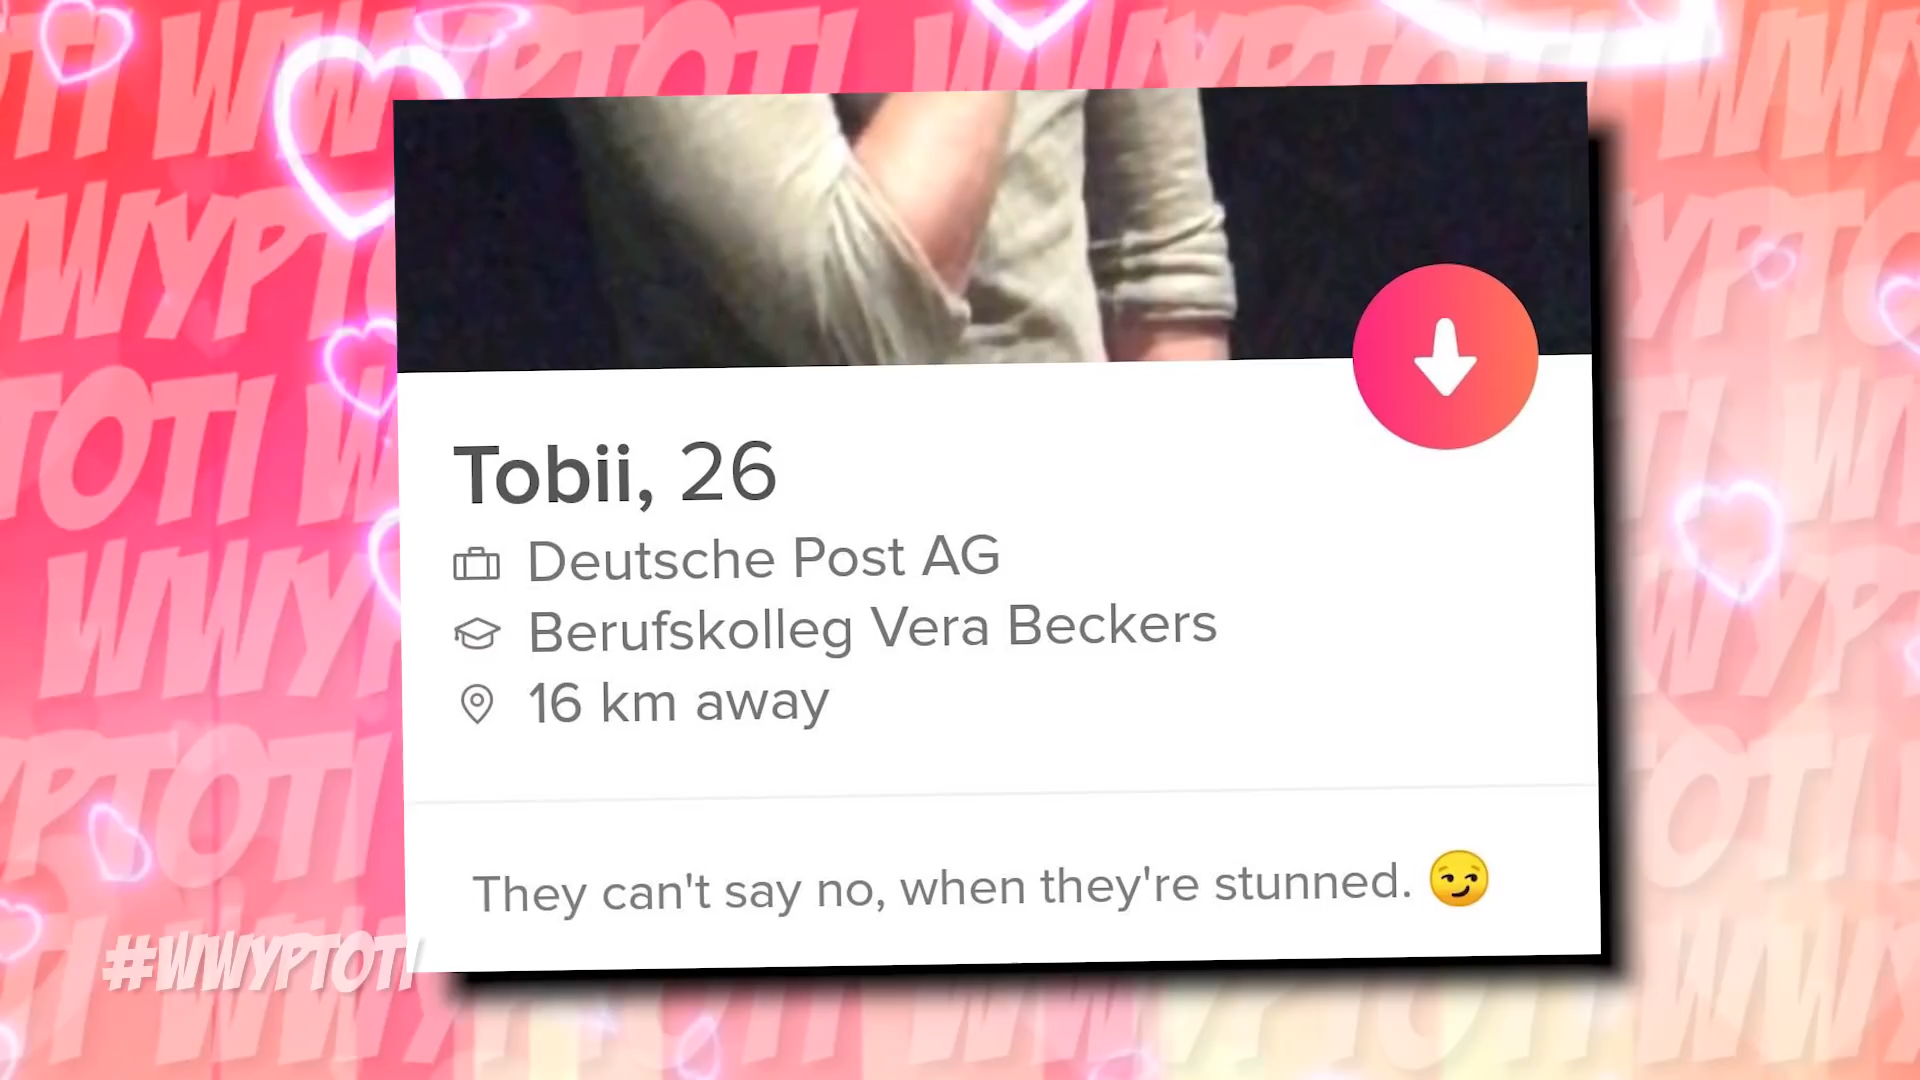 Tobii, 26
Deutsche Post AG
Berufskolleg Vera Beckers
16 km away
They can't say no, when they're stunned. 😏
#WWYPTOTI